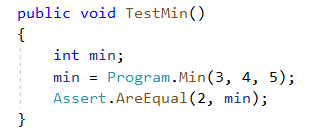 public void TestMin()
{
    int min;
    min = Program.Min(3, 4, 5);
    Assert.AreEqual(2, min);
}